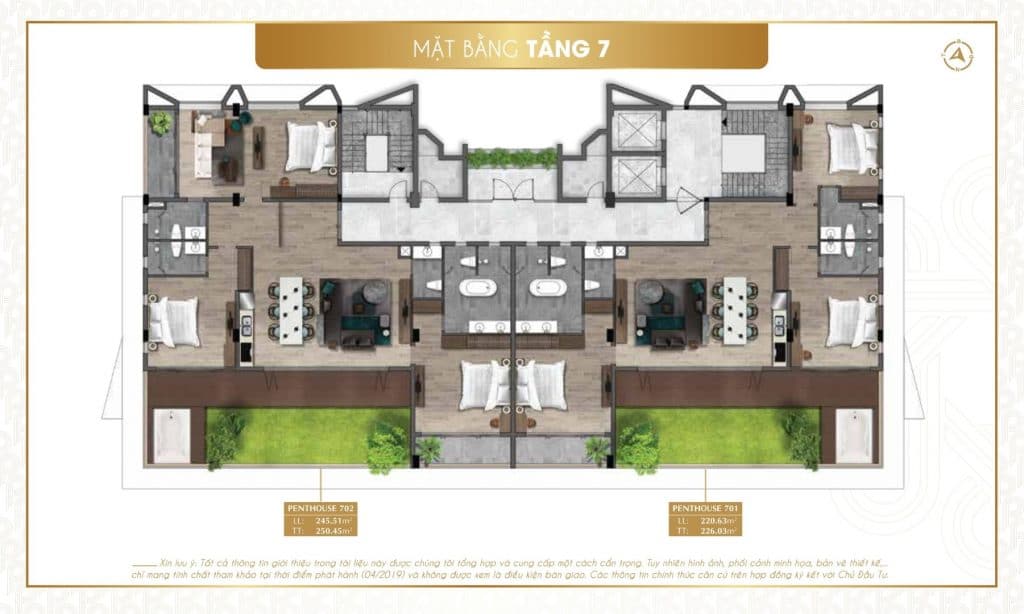 MẶT BẰNG TẦNG 7
PENTHOUSE 702
LL: 245.51m²
TT: 250.45m²
PENTHOUSE 701
LL: 220.63m²
TT: 226.03m²
Xin lưu ý: Tất cả thông tin giới thiệu trong tài liệu này được chúng tôi tổng hợp và cung cấp một cách cẩn trọng. Tuy nhiên hình ảnh, phối cảnh minh họa, bản vẽ thiết kế,...
chỉ mang tính chất tham khảo tại thời điểm phát hành (04/2019) và không được xem là điều kiện bàn giao. Các thông tin chính thức căn cứ trên hợp đồng ký kết với Chủ Đầu Tư.